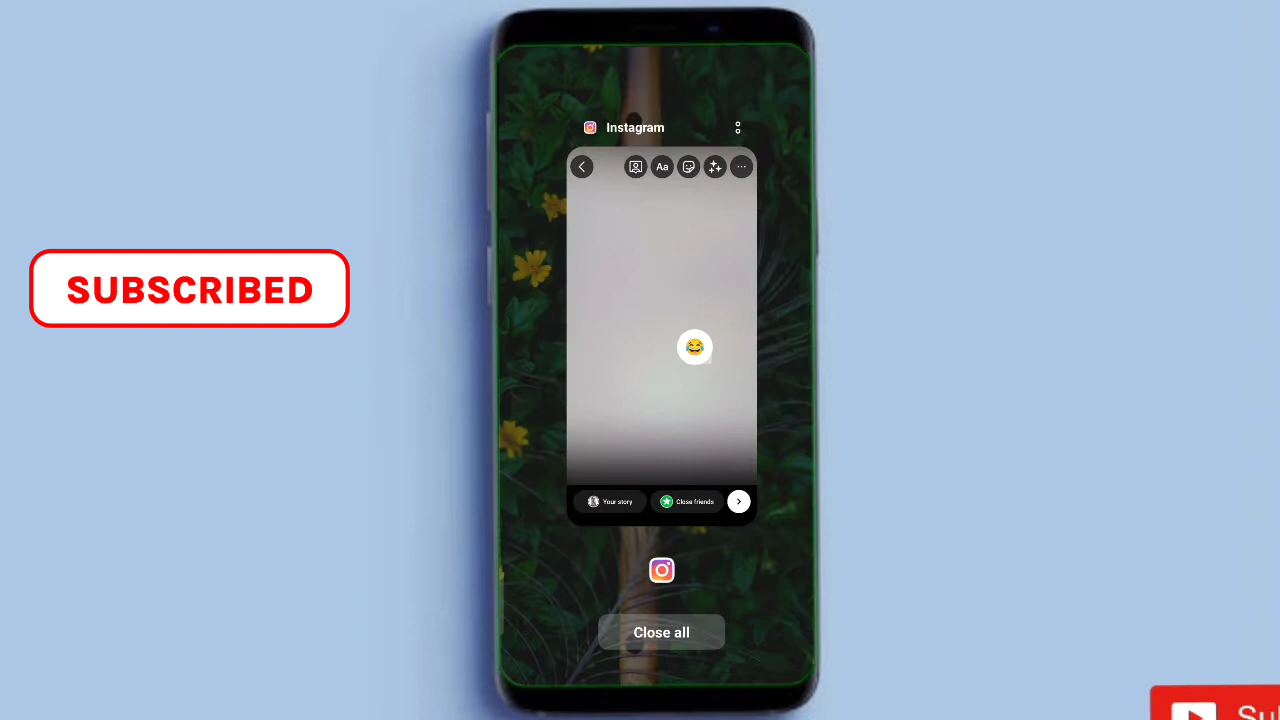 Instagram
Aa
SUBSCRIBED
Your story
Close friends
Close all